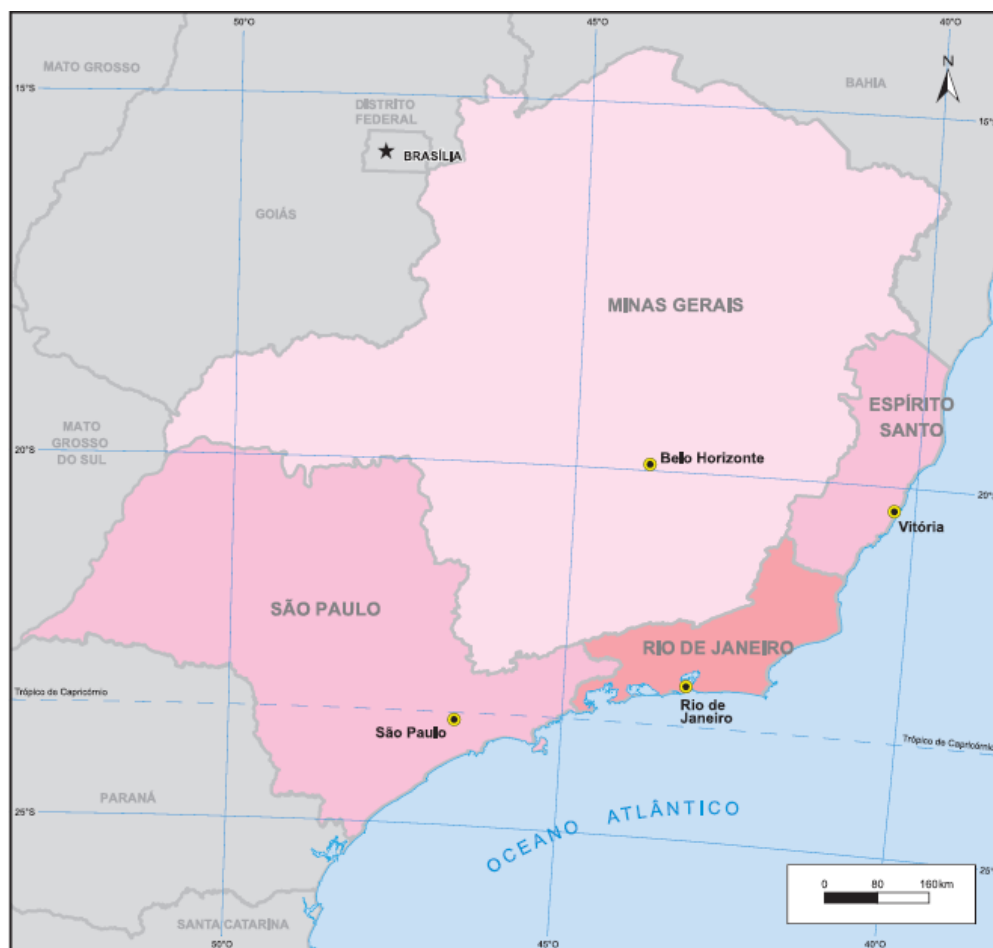 50°O
45°O
40°O
MATO GROSSO
N
BAHIA
15°S
DISTRITO
FEDERAL
15°
BRASÍLIA
GOIÁS
MINAS GERAIS
ESPÍRITO
SANTO
MATO
GROSSO
DO SUL
20°S
Belo Horizonte
20°S
Vitória
SÃO PAULO
RIO DE JANEIRO
Trópico de Capricórnio
Rio de
Janeiro
São Paulo
Trópico de Capricórnio
PARANÁ
25°S
OCEANO ATLÂNTICO
25°
0 80 160km
SANTA CATARINA
50°O
45°O
40°O